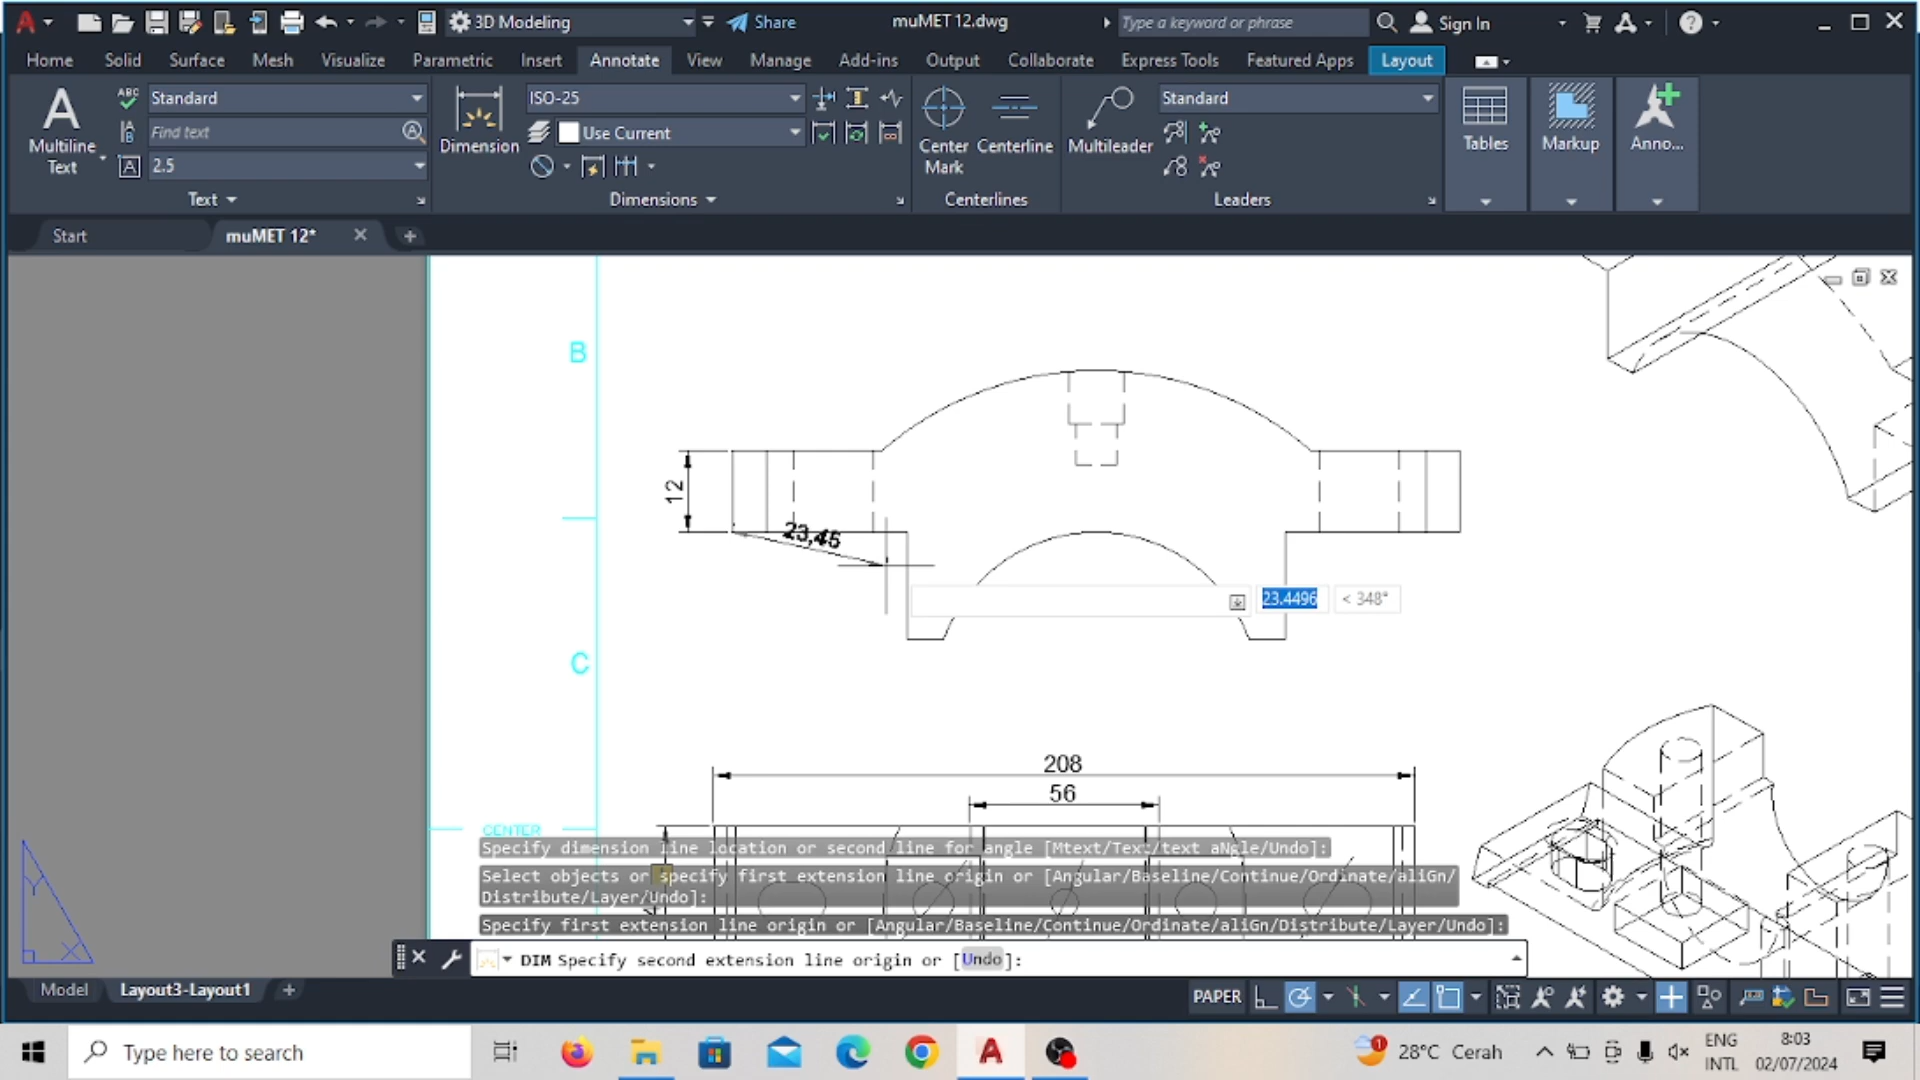 3D Modeling
Share
muMET 12.dwg
Type a keyword or phrase
Sign In
Home Solid Surface Mesh Visualize Parametric Insert Annotate View Manage Add-ins Output Collaborate Express Tools Featured Apps Layout
Multiline Text
ABC
Standard
Find text
2.5
Text
Dimension
ISO-25
Use Current
Dimensions
Center Mark
Centerline
Centerlines
Multileader
Standard
Leaders
Tables
Markup
Anno...
Start
muMET 12*
B
12
23,45
23.4496
< 348°
C
208
56
CENTER
Specify dimension line location or second line for angle [Mtext/Text/text aNgle/Undo]:
Select objects or specify first extension line origin or [Angular/Baseline/Continue/Ordinate/aliGn/
Distribute/Layer/Undo]:
Specify first extension line origin or [Angular/Baseline/Continue/Ordinate/aliGn/Distribute/Layer/Undo]:
DIM Specify second extension line origin or [Undo]:
Y
X
Model
Layout3-Layout1
PAPER
Type here to search
28°C Cerah
ENG
INTL
8:03
02/07/2024